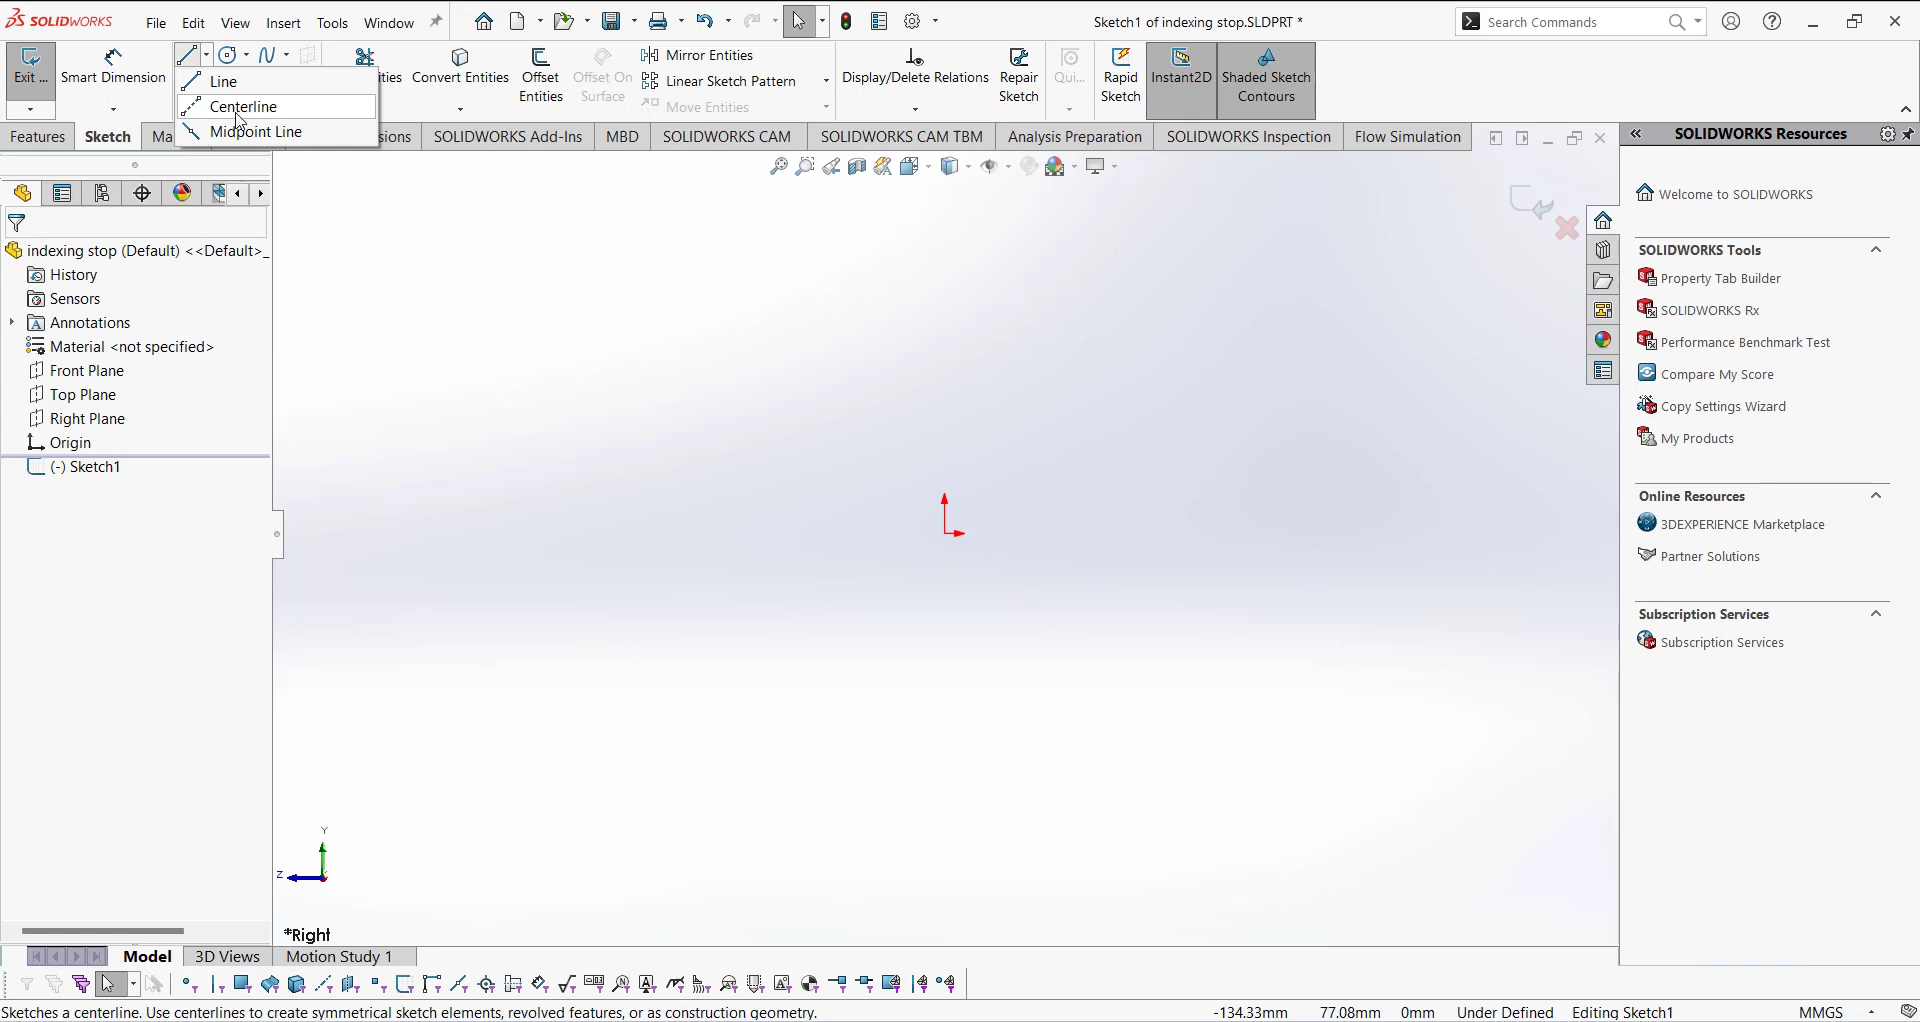 SOLIDWORKS File Edit View Insert Tools Window Sketch1 of indexing stop.SLDPRT * Search Commands
Exit ... Smart Dimension Convert Entities Offset Entities Offset On Surface Mirror Entities Linear Sketch Pattern Move Entities Display/Delete Relations Repair Sketch Qui... Rapid Sketch Instant2D Shaded Sketch Contours
Line
Centerline
Midpoint Line
Features Sketch SOLIDWORKS Add-Ins MBD SOLIDWORKS CAM SOLIDWORKS CAM TBM Analysis Preparation SOLIDWORKS Inspection Flow Simulation
indexing stop (Default) <<Default>_
History
Sensors
Annotations
Material <not specified>
Front Plane
Top Plane
Right Plane
Origin
(-) Sketch1
Y
Z
*Right
SOLIDWORKS Resources
Welcome to SOLIDWORKS
SOLIDWORKS Tools
Property Tab Builder
SOLIDWORKS Rx
Performance Benchmark Test
Compare My Score
Copy Settings Wizard
My Products
Online Resources
3DEXPERIENCE Marketplace
Partner Solutions
Subscription Services
Subscription Services
Model 3D Views Motion Study 1
Sketches a centerline. Use centerlines to create symmetrical sketch elements, revolved features, or as construction geometry. -134.33mm 77.08mm 0mm Under Defined Editing Sketch1 MMGS